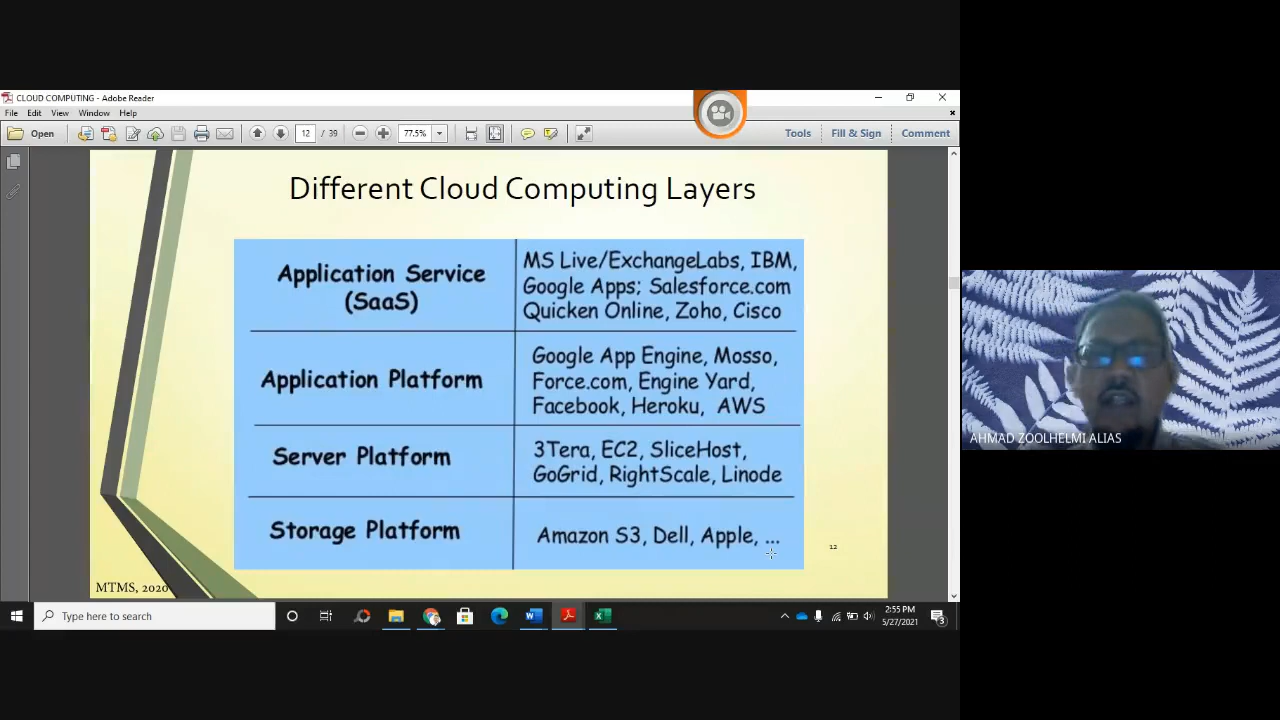 CLOUD COMPUTING - Adobe Reader
File Edit View Window Help
Open 12 / 39 77.5% Tools Fill & Sign Comment
Different Cloud Computing Layers
Application Service
(SaaS)
MS Live/ExchangeLabs, IBM,
Google Apps; Salesforce.com
Quicken Online, Zoho, Cisco
Application Platform
Google App Engine, Mosso,
Force.com, Engine Yard,
Facebook, Heroku, AWS
Server Platform
3Tera, EC2, SliceHost,
GoGrid, RightScale, Linode
Storage Platform
Amazon S3, Dell, Apple, ...
12
MTMS, 2020
AHMAD ZOOLHELMI ALIAS
Type here to search
2:55 PM
5/27/2021
3